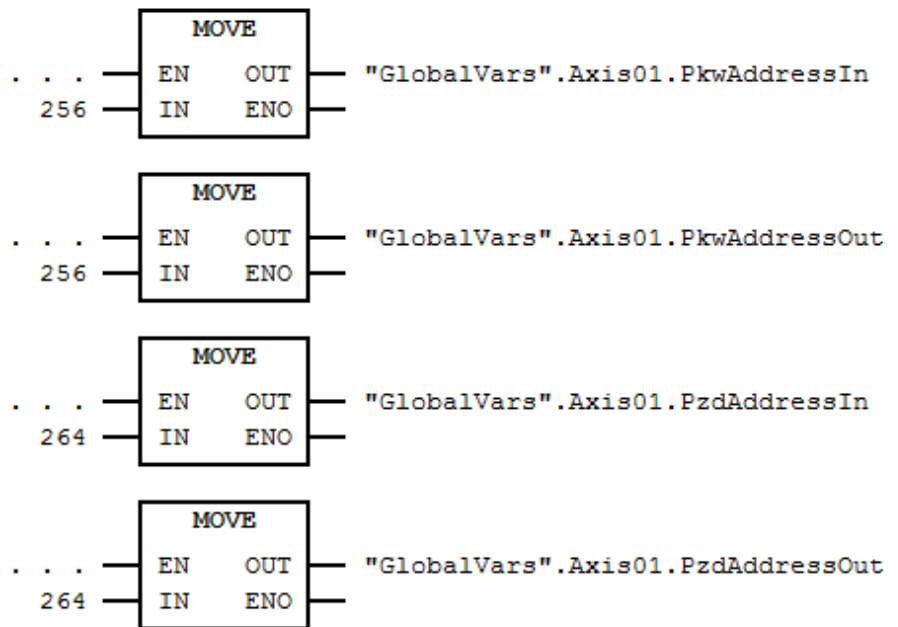 MOVE
. . . EN OUT "GlobalVars".Axis01.PkwAddressIn
256 IN ENO
MOVE
. . . EN OUT "GlobalVars".Axis01.PkwAddressOut
256 IN ENO
MOVE
. . . EN OUT "GlobalVars".Axis01.PzdAddressIn
264 IN ENO
MOVE
. . . EN OUT "GlobalVars".Axis01.PzdAddressOut
264 IN ENO